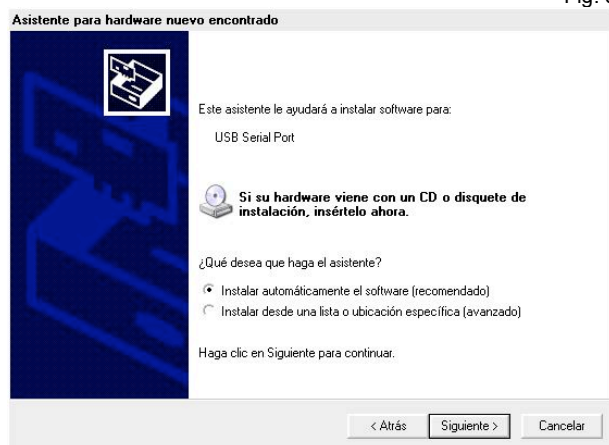 Fig.
Asistente para hardware nuevo encontrado
Este asistente le ayudará a instalar software para:
USB Serial Port
Si su hardware viene con un CD o disquete de
instalación, insértelo ahora.
¿Qué desea que haga el asistente?
Instalar automáticamente el software (recomendado)
Instalar desde una lista o ubicación específica (avanzado)
Haga clic en Siguiente para continuar.
< Atrás Siguiente > Cancelar